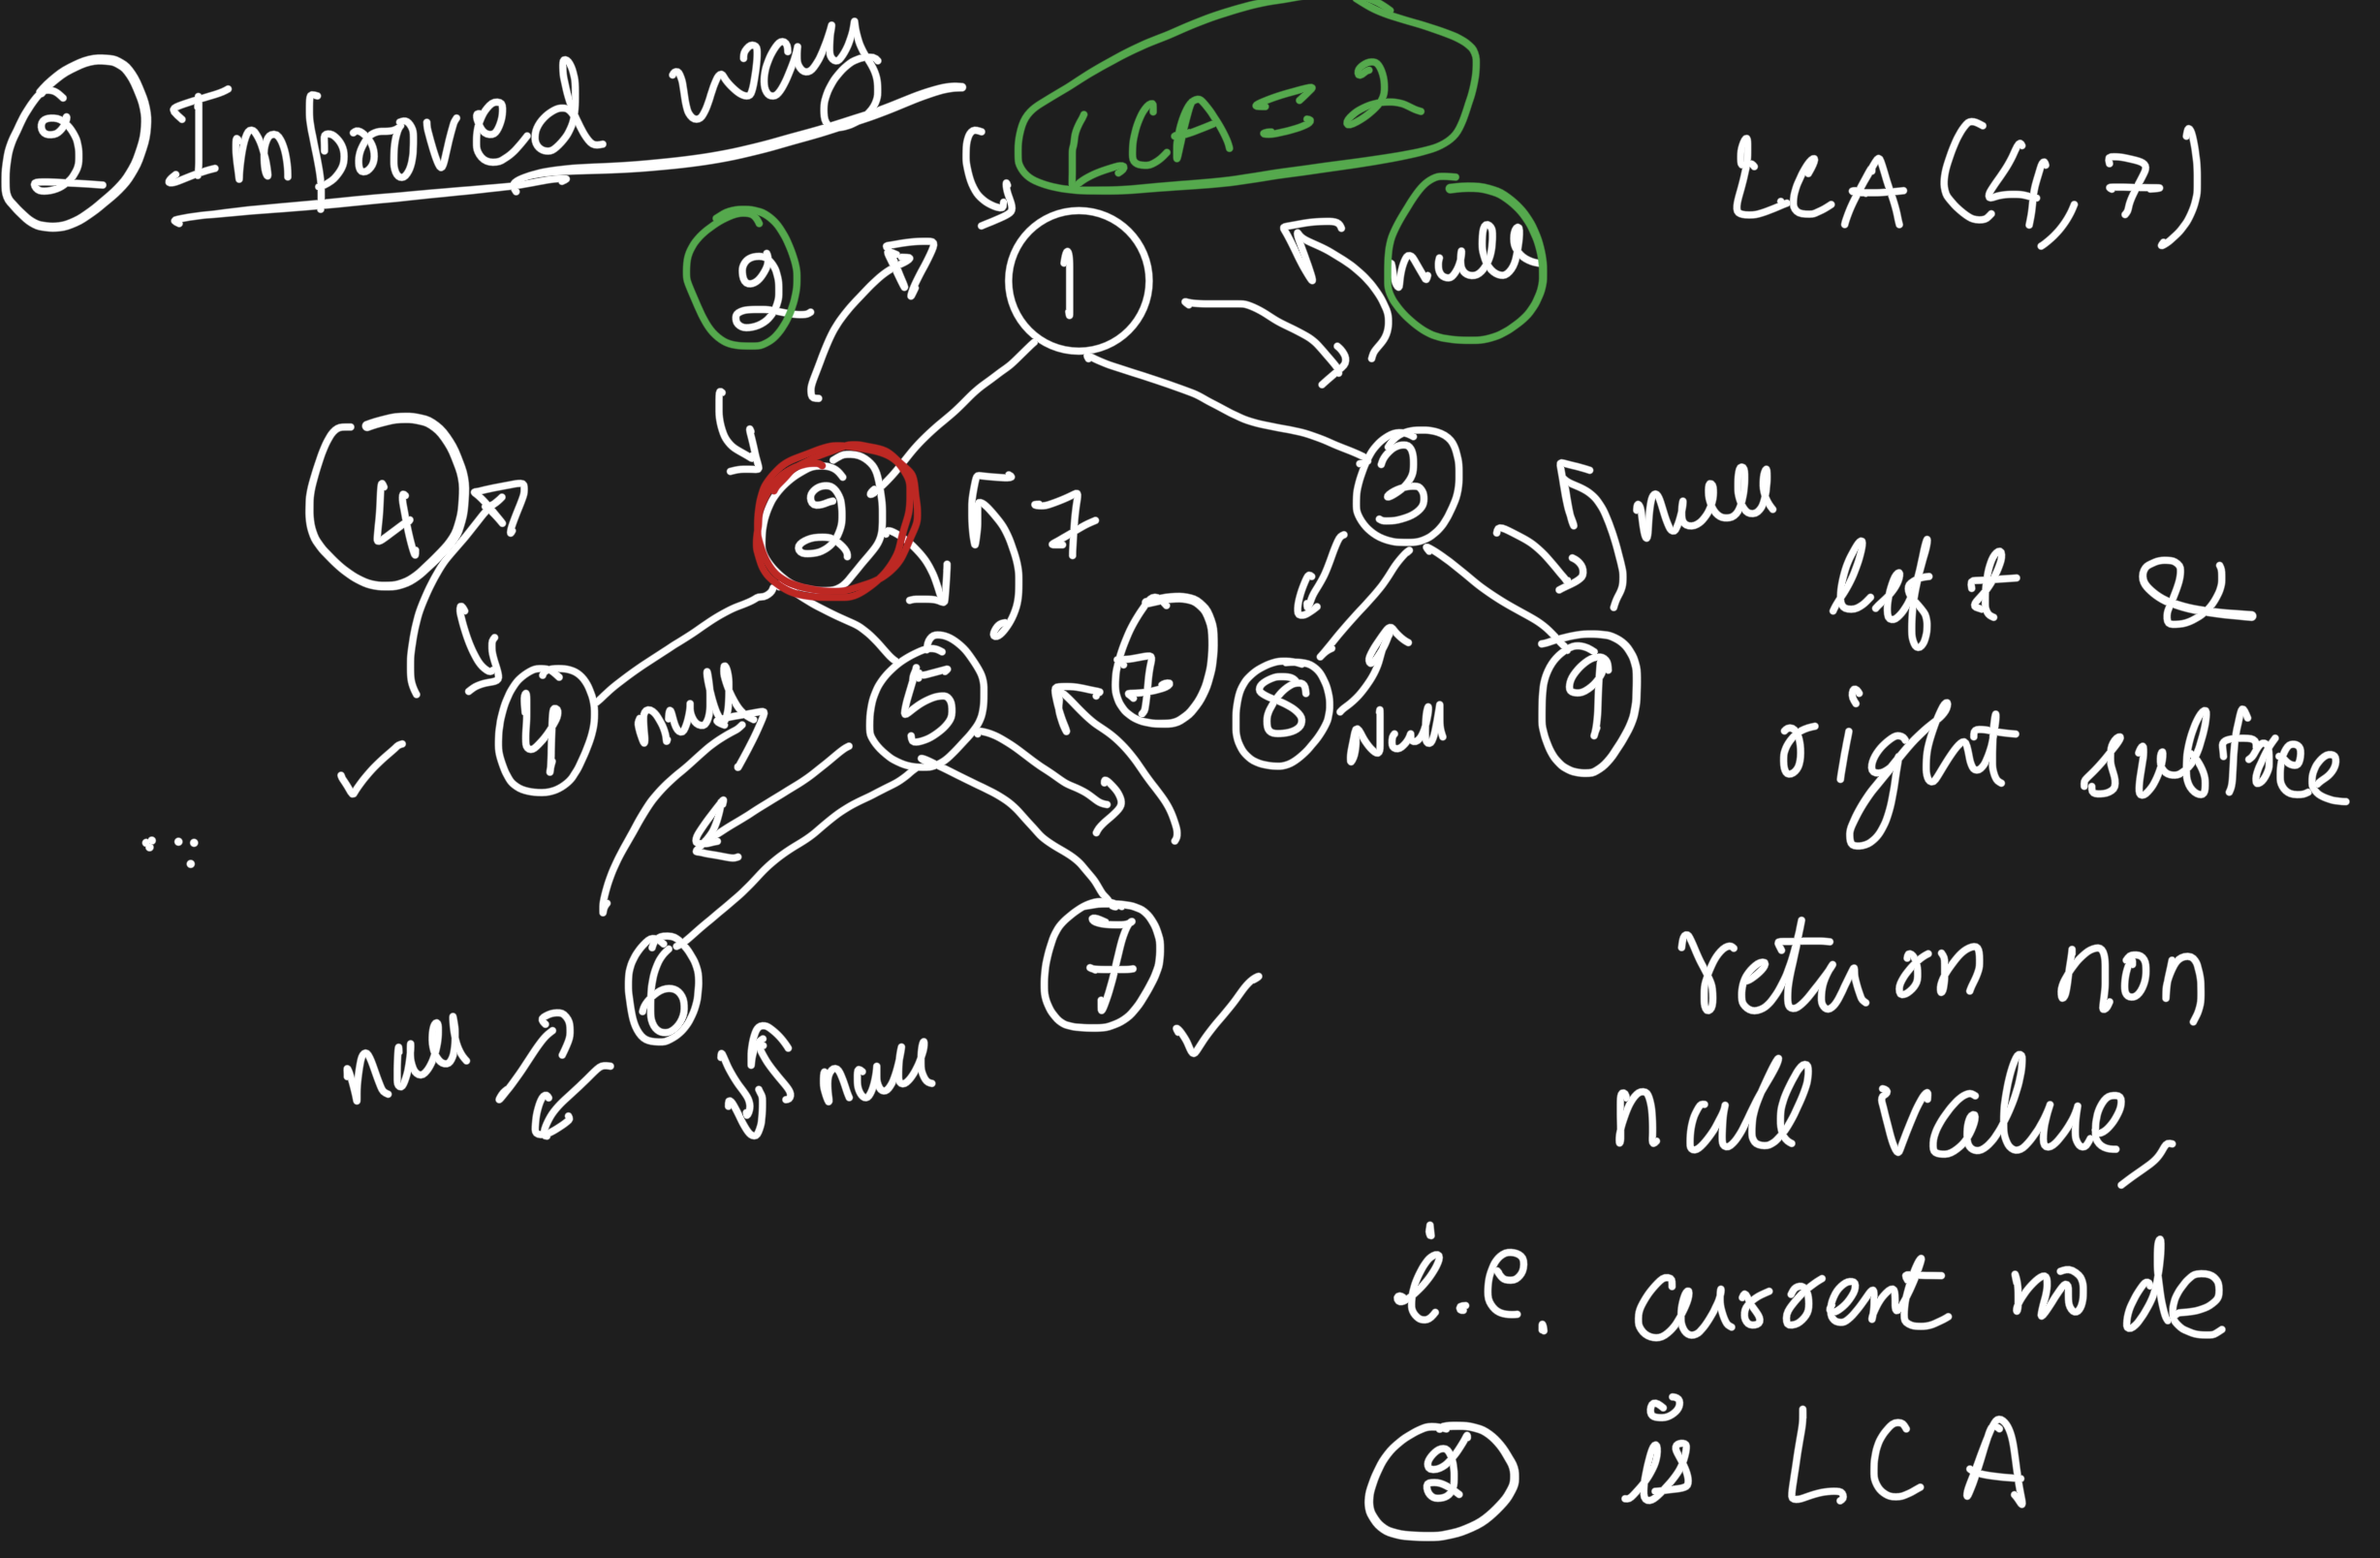 2 Improved way
LCA = 2
LCA (4, 7)
2
null
1
4
2
7
3
null
left &
4
null
5
7
8
Null
9
right subtree
6
7
return non
null
null
null value,
i.e. current node
2 is LCA